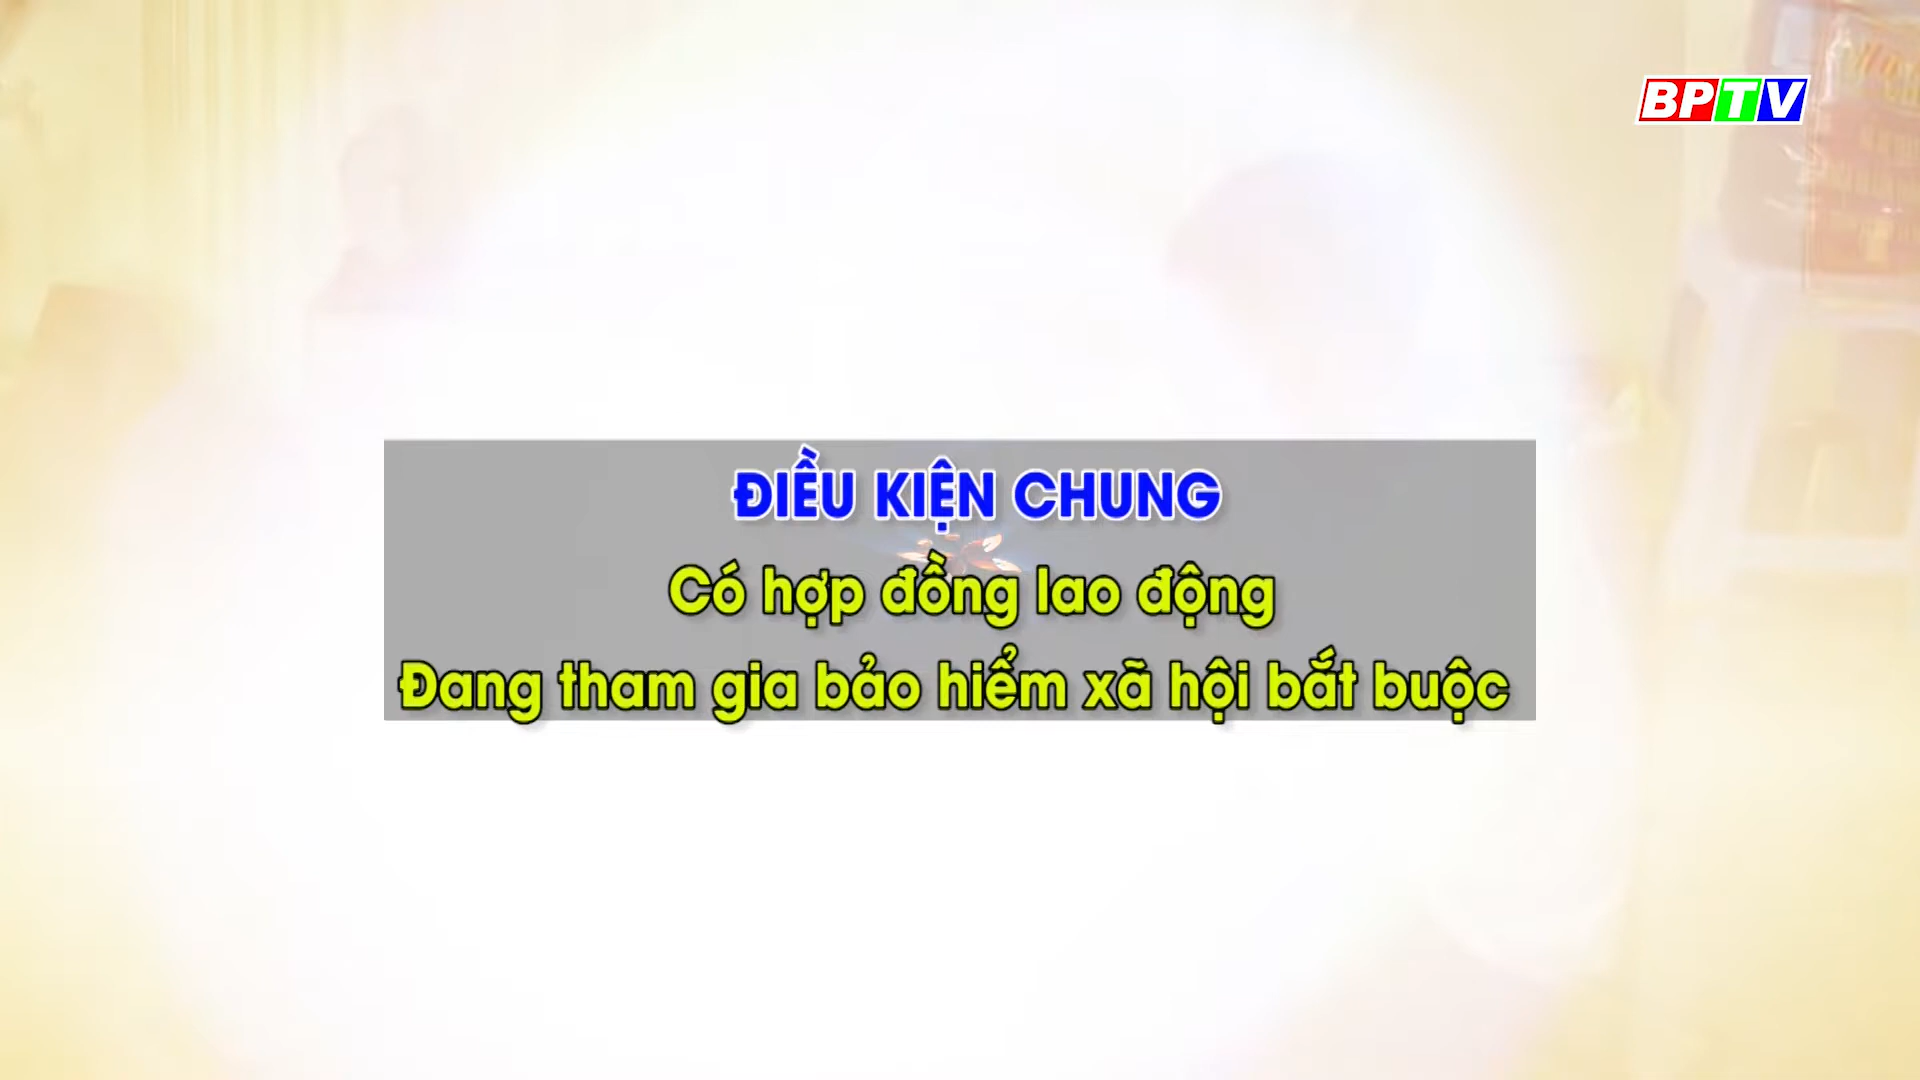 BPTV
ĐIỀU KIỆN CHUNG
Có hợp đồng lao động
Đang tham gia bảo hiểm xã hội bắt buộc